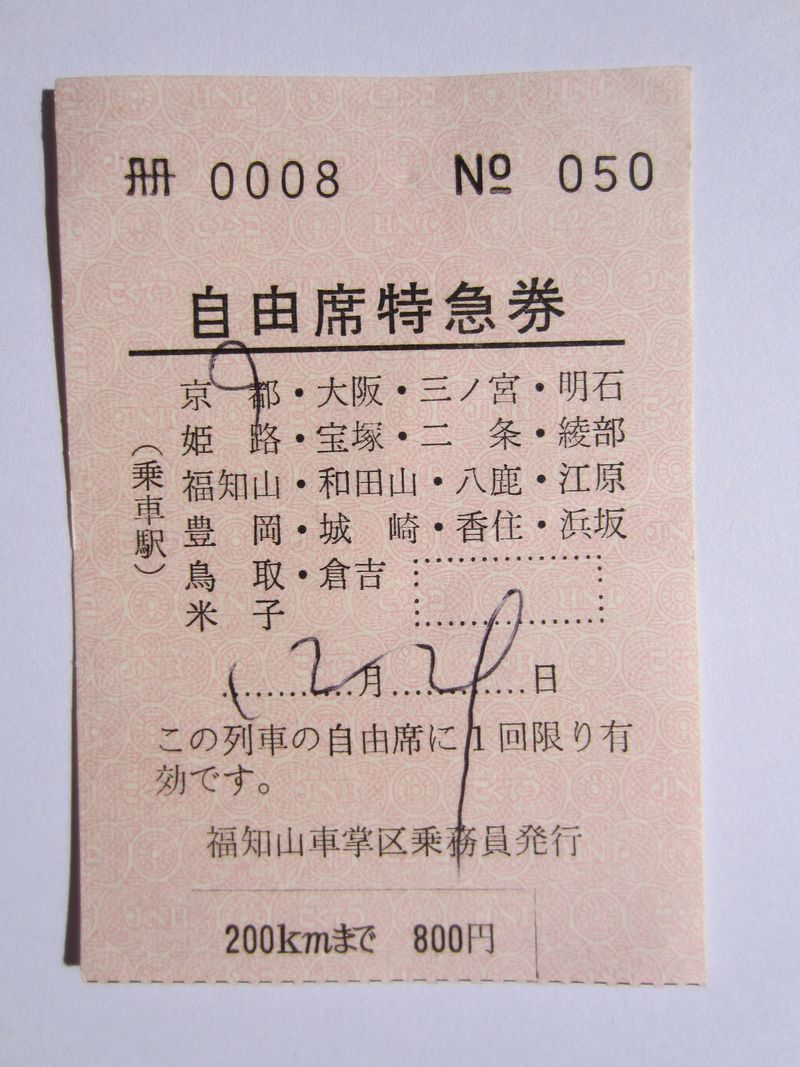 冊 0008 № 050
自由席特急券
(乗車駅)
京都・大阪・三ノ宮・明石
姫路・宝塚・二条・綾部
福知山・和田山・八鹿・江原
豊岡・城崎・香住・浜坂
鳥取・倉吉
米子
12月29日
この列車の自由席に1回限り有
効です。
福知山車掌区乗務員発行
200kmまで 800円